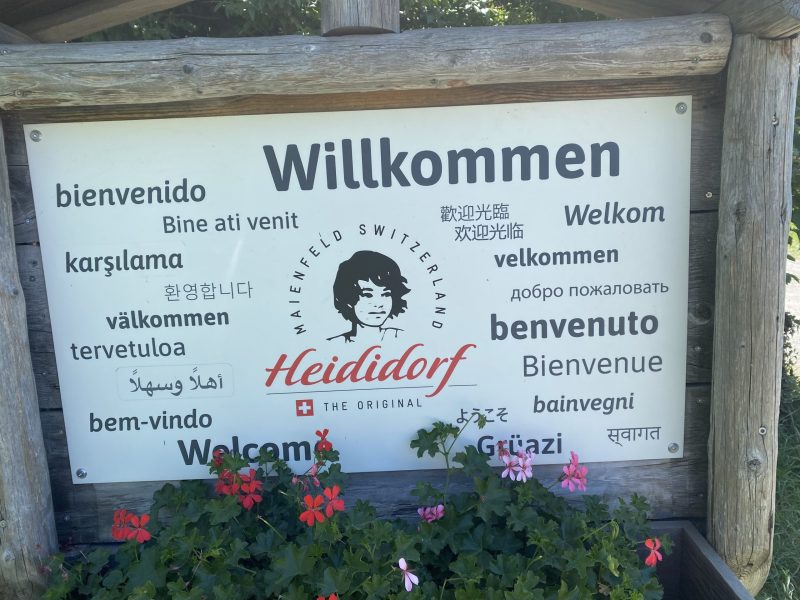 Willkommen
bienvenido
Bine ati venit
歡迎光臨
欢迎光临
Welkom
karşılama
velkommen
환영합니다
добро пожаловать
välkommen
MAIENFELD SWITZERLAND
benvenuto
tervetuloa
Heididorf
Bienvenue
أهلاً وسهلاً
THE ORIGINAL
bainvegni
bem-vindo
ようこそ
Welcome
Grüazi
स्वागत